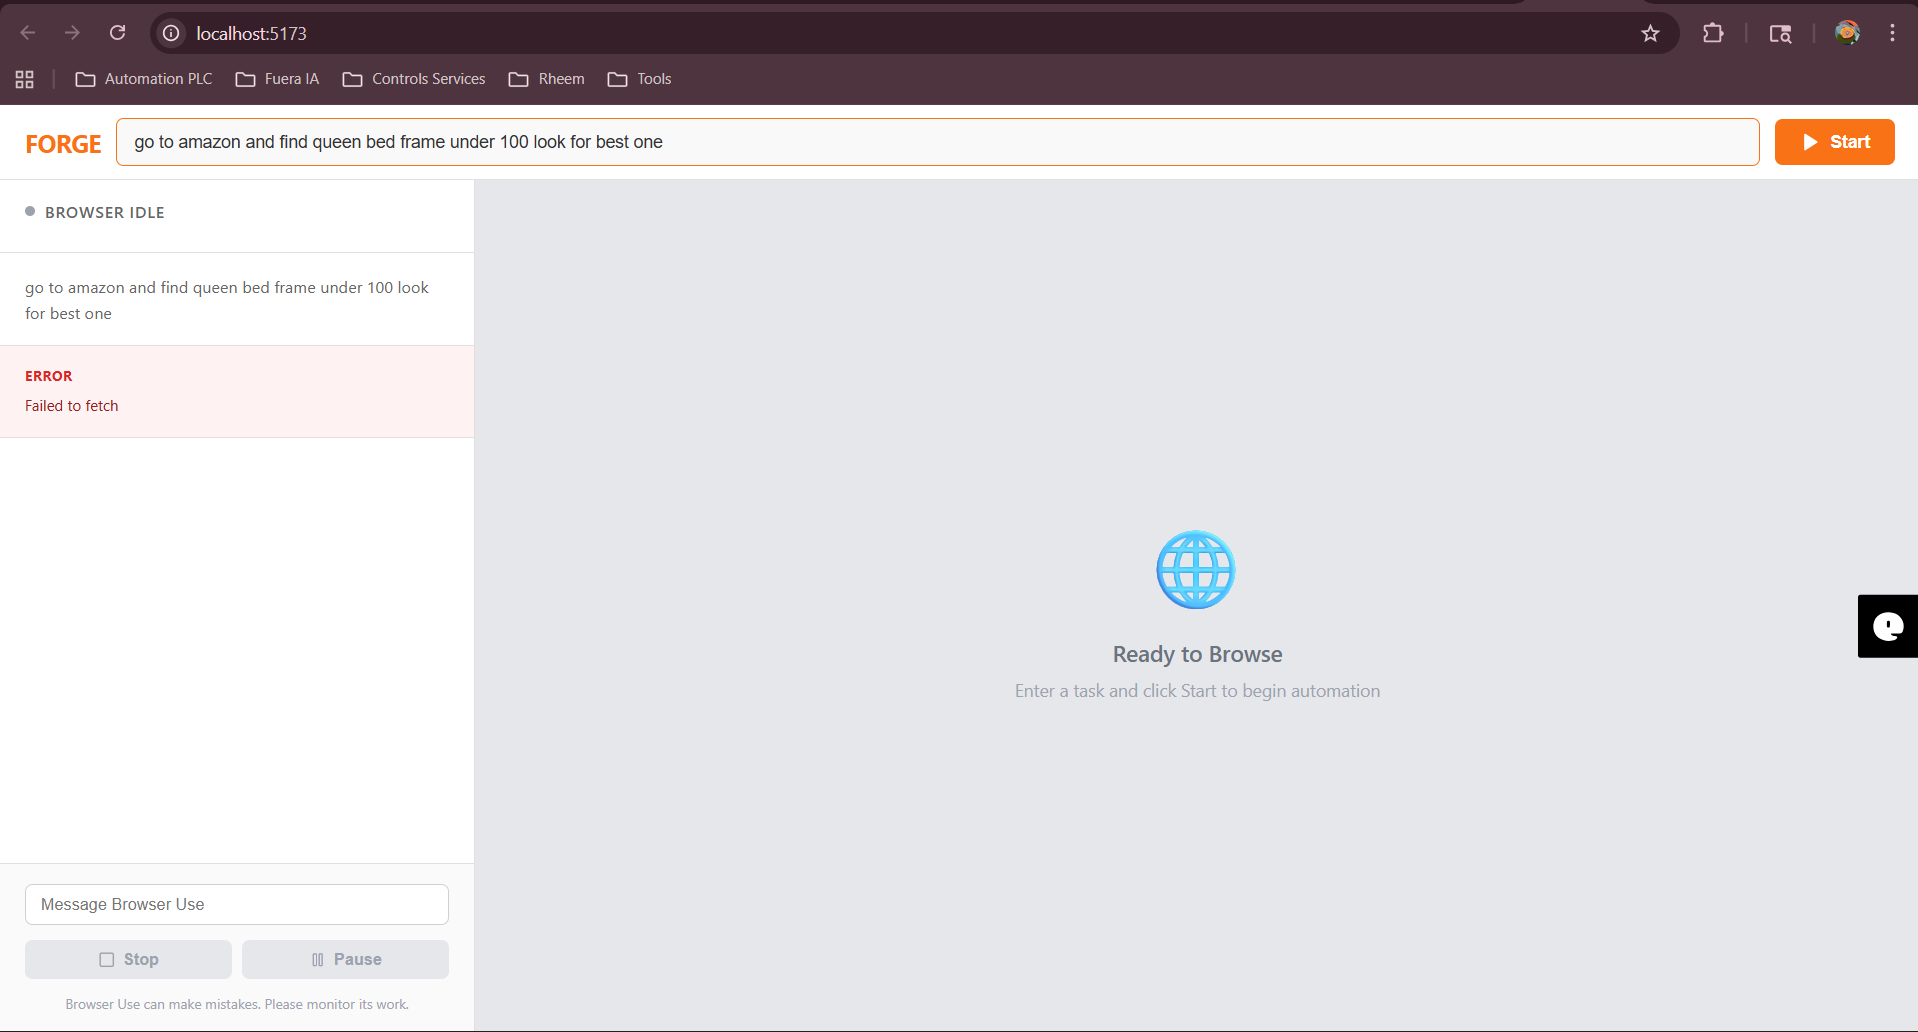 localhost:5173
Automation PLC
Fuera IA
Controls Services
Rheem
Tools
FORGE
go to amazon and find queen bed frame under 100 look for best one
Start
BROWSER IDLE
go to amazon and find queen bed frame under 100 look
for best one
ERROR
Failed to fetch
Ready to Browse
Enter a task and click Start to begin automation
Message Browser Use
Stop
Pause
Browser Use can make mistakes. Please monitor its work.